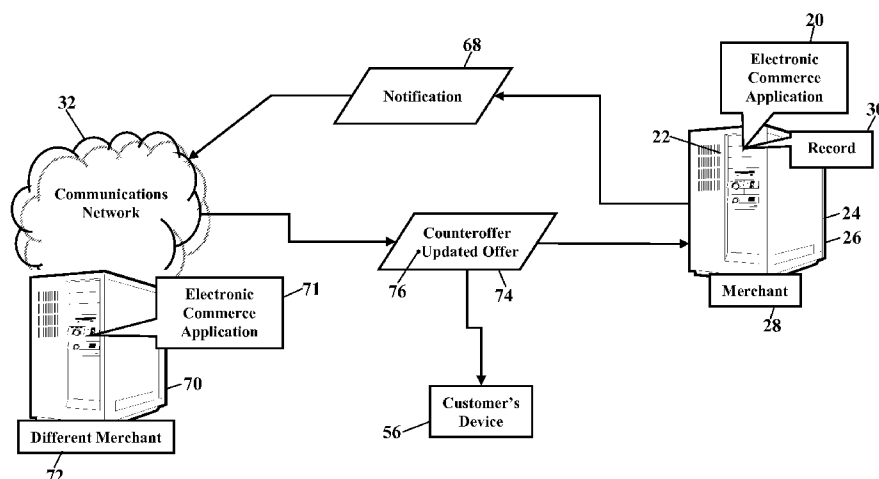 20
68
Electronic
Commerce
Application
Notification
32
30
22
Record
Communications
Network
Counteroffer
Updated Offer
24
26
76
74
71
Electronic
Commerce
Application
Merchant
28
70
Customer's
Device
56
Different Merchant
72